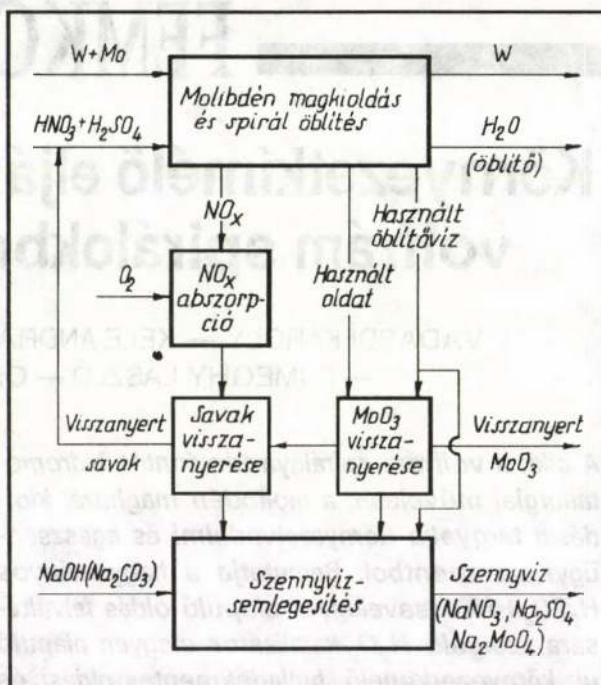 W+Mo
W
Molibdén magkioldás
és spirál öblítés
HNO₃+H₂SO₄
H₂O
(öblítő)
NOₓ
Használt
öblítővíz
O₂
NOₓ
abszorp-
ció
Használt
oldat
Visszanyert
savak
Savak
vissza-
nyerése
MoO₃
vissza-
nyerése
Visszanyert
MoO₃
NaOH(Na₂CO₃)
Szennyvíz-
semlegesítés
Szennyvíz
(NaNO₃, Na₂SO₄
Na₂MoO₄)